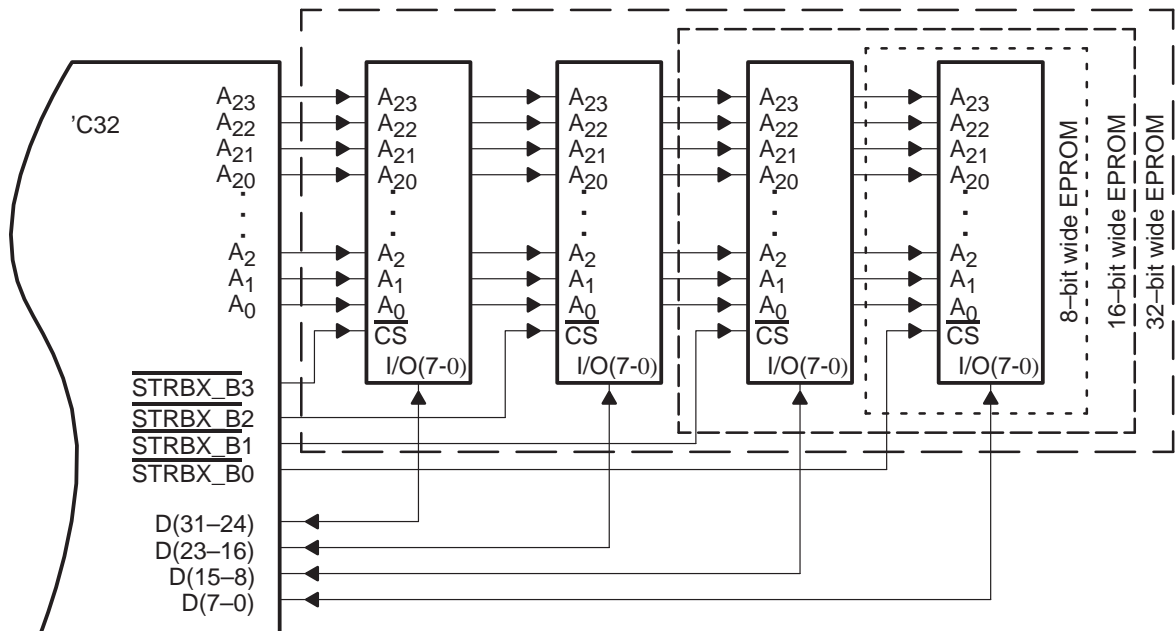 'C32
A23
A22
A21
A20
.
.
.
A2
A1
A0
STRBX_B3
STRBX_B2
STRBX_B1
STRBX_B0
D(31–24)
D(23–16)
D(15–8)
D(7–0)
A23
A22
A21
A20
.
.
.
A2
A1
A0
CS
I/O(7-0)
A23
A22
A21
A20
.
.
.
A2
A1
A0
CS
I/O(7-0)
A23
A22
A21
A20
.
.
.
A2
A1
A0
CS
I/O(7-0)
A23
A22
A21
A20
.
.
.
A2
A1
A0
CS
I/O(7-0)
8–bit wide EPROM
16–bit wide EPROM
32–bit wide EPROM